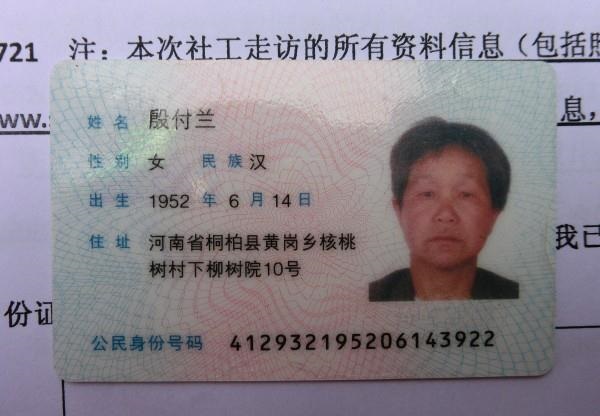 721 注：本次社工走访的所有资料信息（包括照
ww.
息，
姓名 殷付兰
性别 女 民族 汉
出生 1952 年 6 月 14 日
住址 河南省桐柏县黄岗乡核桃
树村下柳树院10号
我已
份证
公民身份号码 412932195206143922